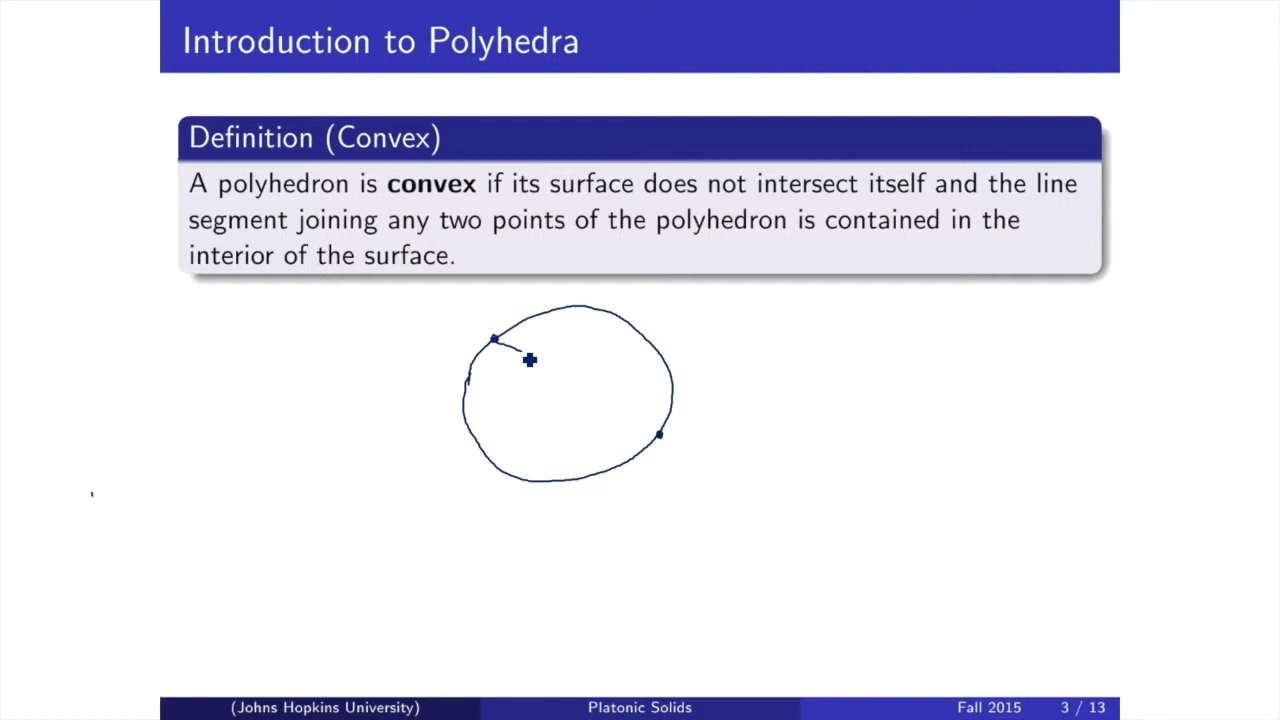 Introduction to Polyhedra
Definition (Convex)
A polyhedron is convex if its surface does not intersect itself and the line
segment joining any two points of the polyhedron is contained in the
interior of the surface.
(Johns Hopkins University) Platonic Solids Fall 2015 3 / 13